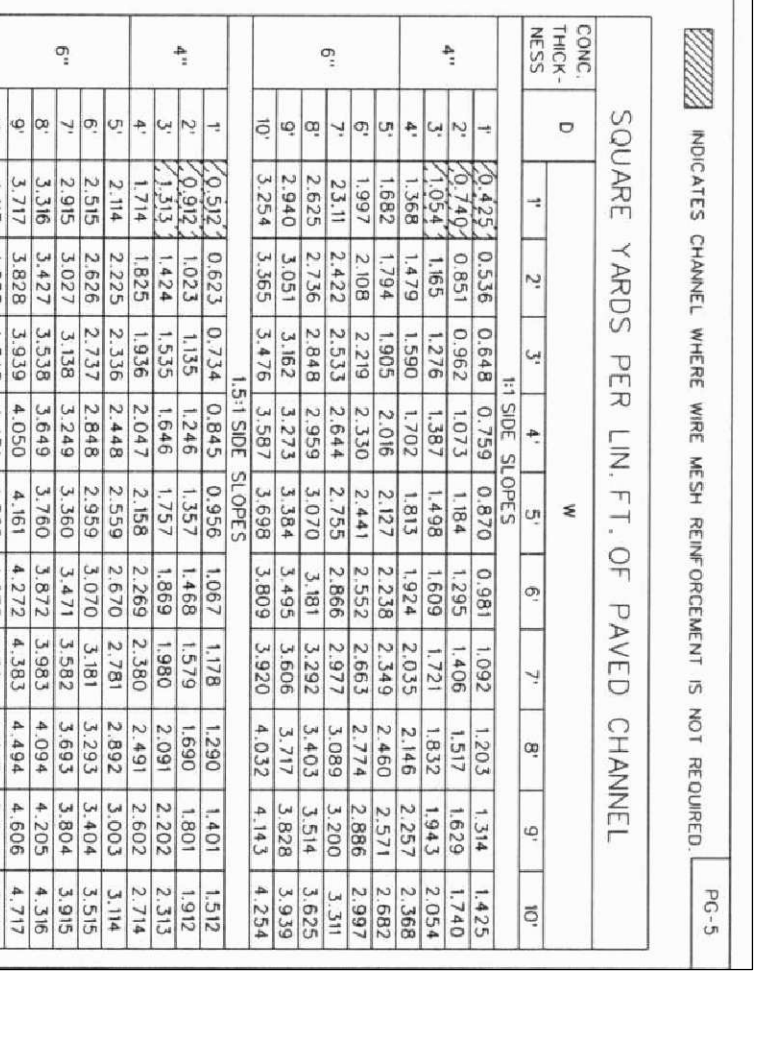 INDICATES CHANNEL WHERE WIRE MESH REINFORCEMENT IS NOT REQUIRED.
PG-5
SQUARE YARDS PER LIN. FT. OF PAVED CHANNEL
CONC. THICK- NESS D W
1' 2' 3' 4' 5' 6' 7' 8' 9' 10'
1:1 SIDE SLOPES
4"
1' 0.425 0.536 0.648 0.759 0.870 0.981 1.092 1.203 1.314 1.425
2' 0.740 0.851 0.962 1.073 1.184 1.295 1.406 1.517 1.629 1.740
3' 1.054 1.165 1.276 1.387 1.498 1.609 1.721 1.832 1.943 2.054
4' 1.368 1.479 1.590 1.702 1.813 1.924 2.035 2.146 2.257 2.368
6"
5' 1.682 1.794 1.905 2.016 2.127 2.238 2.349 2.460 2.571 2.682
6' 1.997 2.108 2.219 2.330 2.441 2.552 2.663 2.774 2.886 2.997
7' 23.11 2.422 2.533 2.644 2.755 2.866 2.977 3.089 3.200 3.311
8' 2.625 2.736 2.848 2.959 3.070 3.181 3.292 3.403 3.514 3.625
9' 2.940 3.051 3.162 3.273 3.384 3.495 3.606 3.717 3.828 3.939
10' 3.254 3.365 3.476 3.587 3.698 3.809 3.920 4.032 4.143 4.254
1.5:1 SIDE SLOPES
4"
1' 0.512 0.623 0.734 0.845 0.956 1.067 1.178 1.290 1.401 1.512
2' 0.912 1.023 1.135 1.246 1.357 1.468 1.579 1.690 1.801 1.912
3' 1.313 1.424 1.535 1.646 1.757 1.869 1.980 2.091 2.202 2.313
4' 1.714 1.825 1.936 2.047 2.158 2.269 2.380 2.491 2.602 2.714
6"
5' 2.114 2.225 2.336 2.448 2.559 2.670 2.781 2.892 3.003 3.114
6' 2.515 2.626 2.737 2.848 2.959 3.070 3.181 3.293 3.404 3.515
7' 2.915 3.027 3.138 3.249 3.360 3.471 3.582 3.693 3.804 3.915
8' 3.316 3.427 3.538 3.649 3.760 3.872 3.983 4.094 4.205 4.316
9' 3.717 3.828 3.939 4.050 4.161 4.272 4.383 4.494 4.606 4.717